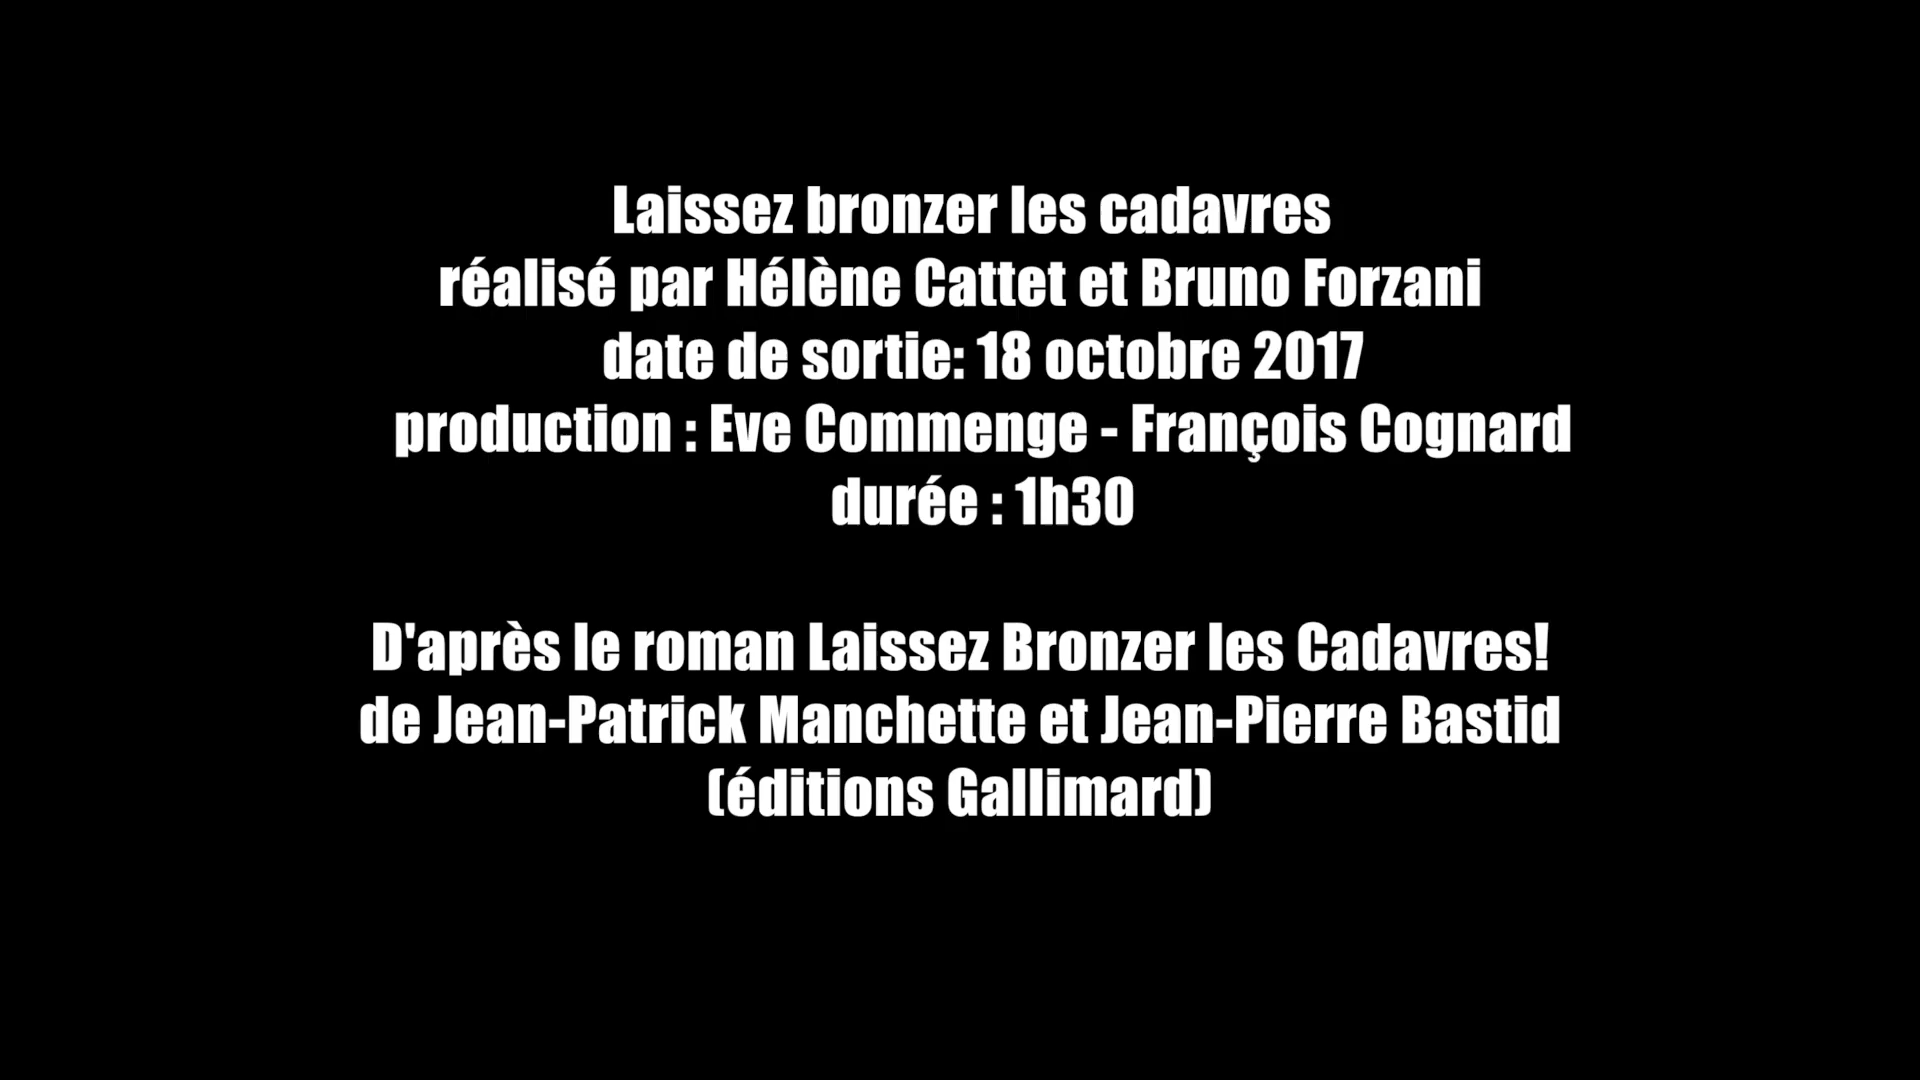 Laissez bronzer les cadavres
réalisé par Hélène Cattet et Bruno Forzani
date de sortie: 18 octobre 2017
production : Eve Commenge - François Cognard
durée : 1h30
D'après le roman Laissez Bronzer les Cadavres!
de Jean-Patrick Manchette et Jean-Pierre Bastid
(éditions Gallimard)